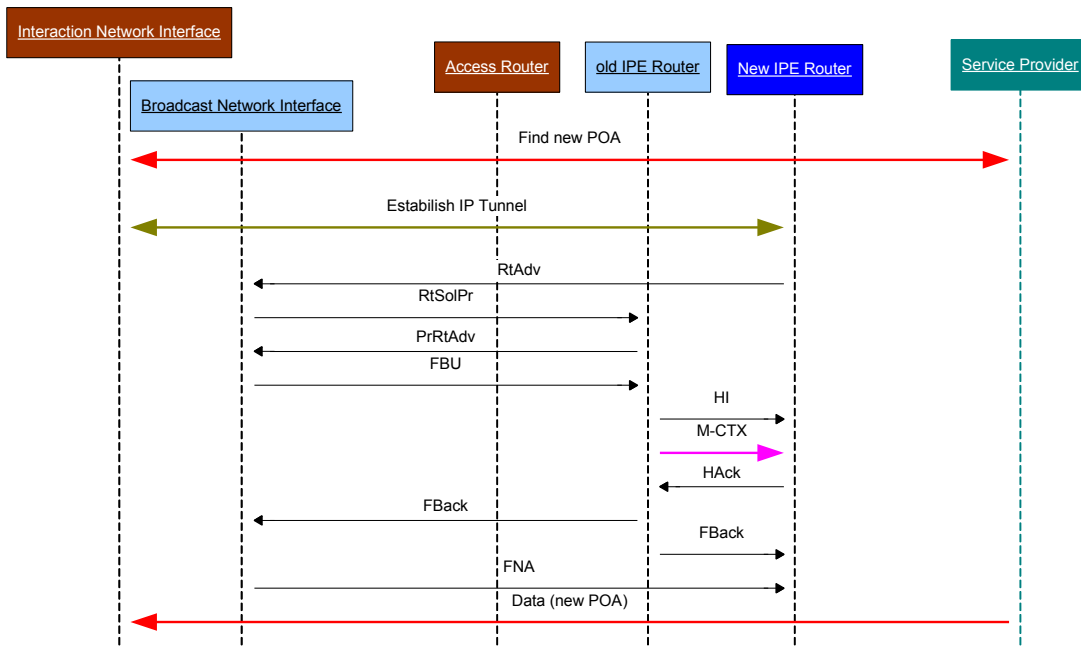 Interaction Network Interface
Broadcast Network Interface
Access Router
old IPE Router
New IPE Router
Service Provider
Find new POA
Estabilish IP Tunnel
RtAdv
RtSolPr
PrRtAdv
FBU
HI
M-CTX
HAck
FBack
FBack
FNA
Data (new POA)